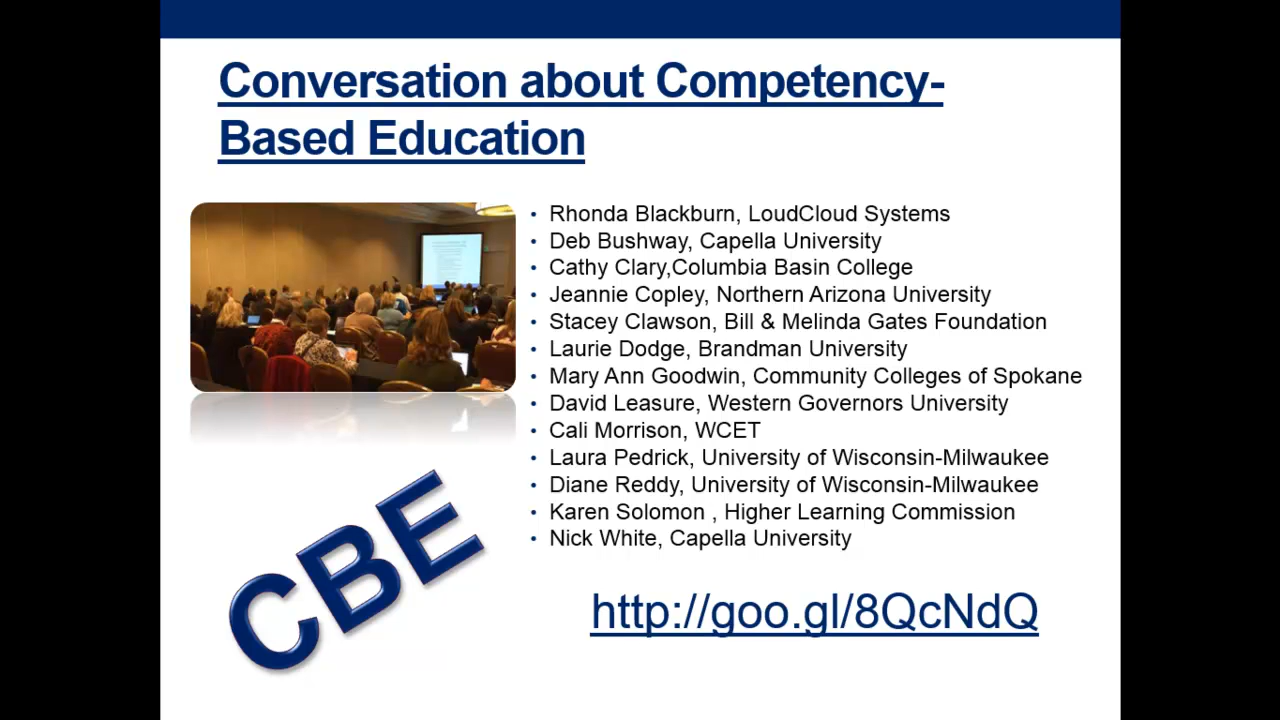 Conversation about Competency-
Based Education
• Rhonda Blackburn, LoudCloud Systems
• Deb Bushway, Capella University
• Cathy Clary,Columbia Basin College
• Jeannie Copley, Northern Arizona University
• Stacey Clawson, Bill & Melinda Gates Foundation
• Laurie Dodge, Brandman University
• Mary Ann Goodwin, Community Colleges of Spokane
• David Leasure, Western Governors University
• Cali Morrison, WCET
• Laura Pedrick, University of Wisconsin-Milwaukee
• Diane Reddy, University of Wisconsin-Milwaukee
• Karen Solomon , Higher Learning Commission
• Nick White, Capella University
CBE
http://goo.gl/8QcNdQ